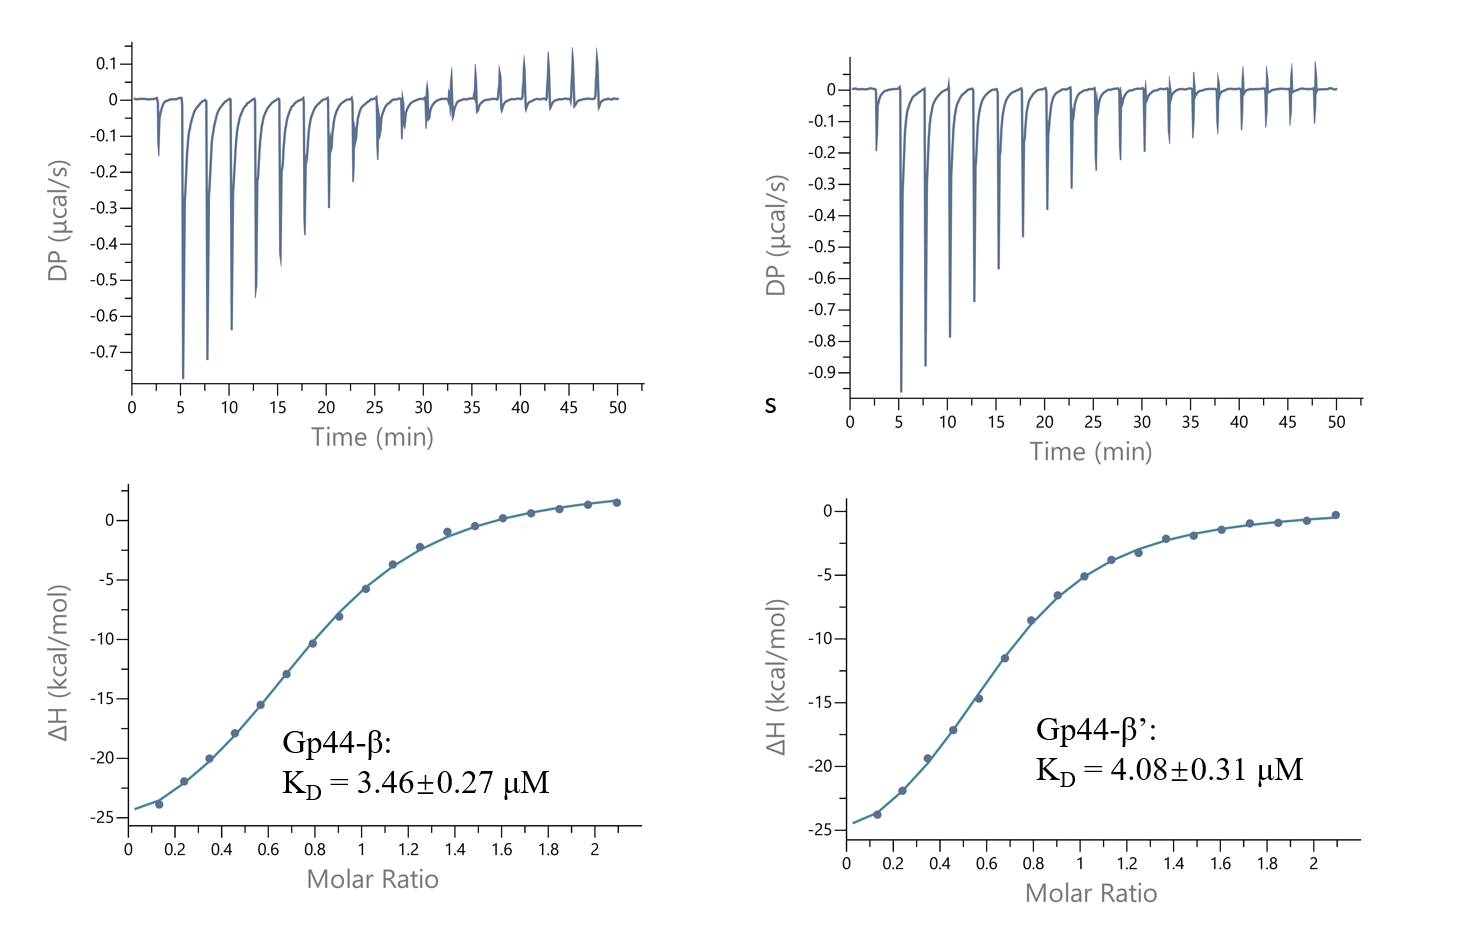 0.1
0
-0.1
-0.2
-0.3
-0.4
-0.5
-0.6
-0.7
DP (µcal/s)
0 5 10 15 20 25 30 35 40 45 50
Time (min)
0
-0.1
-0.2
-0.3
-0.4
-0.5
-0.6
-0.7
-0.8
-0.9
DP (µcal/s)
s
0 5 10 15 20 25 30 35 40 45 50
Time (min)
0
-5
-10
-15
-20
-25
ΔH (kcal/mol)
Gp44-β:
K_D = 3.46±0.27 µM
0 0.2 0.4 0.6 0.8 1 1.2 1.4 1.6 1.8 2
Molar Ratio
0
-5
-10
-15
-20
-25
ΔH (kcal/mol)
Gp44-β’:
K_D = 4.08±0.31 µM
0 0.2 0.4 0.6 0.8 1 1.2 1.4 1.6 1.8 2
Molar Ratio